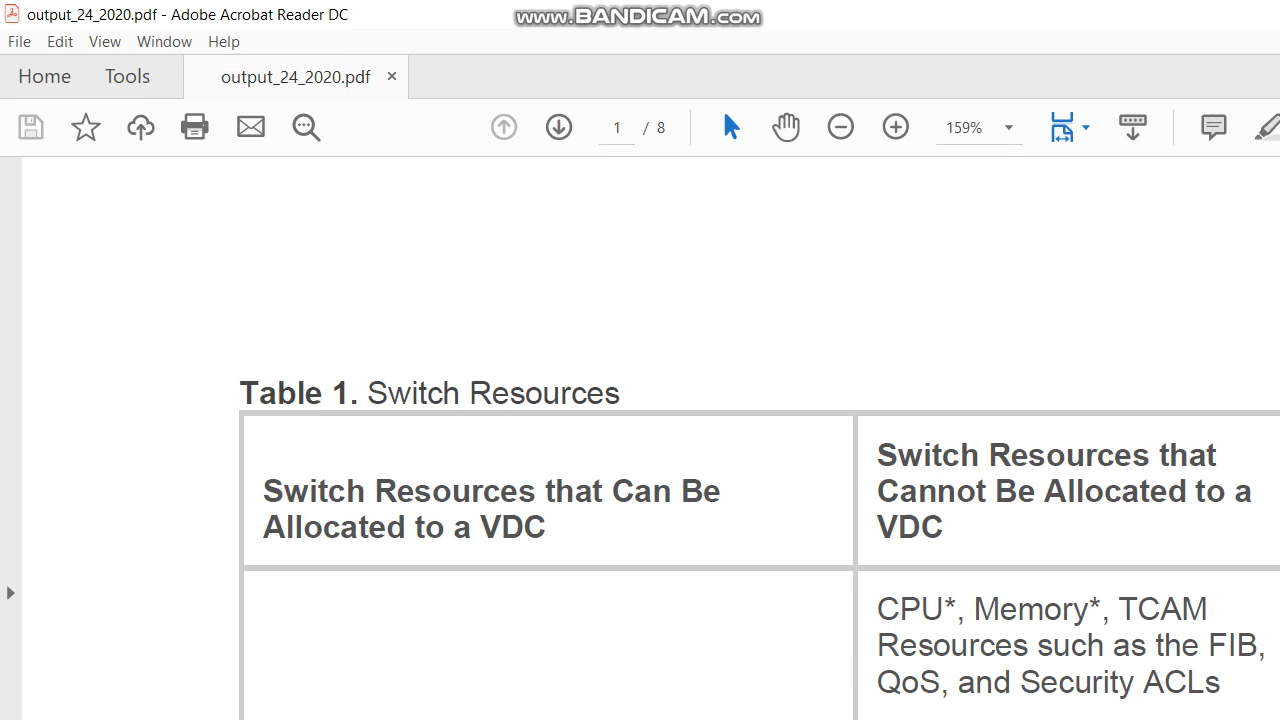 output_24_2020.pdf - Adobe Acrobat Reader DC
www.BANDICAM.com
File Edit View Window Help
Home Tools output_24_2020.pdf ×
1 / 8 159%
Table 1. Switch Resources
Switch Resources that Can Be
Allocated to a VDC
Switch Resources that
Cannot Be Allocated to a
VDC
CPU*, Memory*, TCAM
Resources such as the FIB,
QoS, and Security ACLs